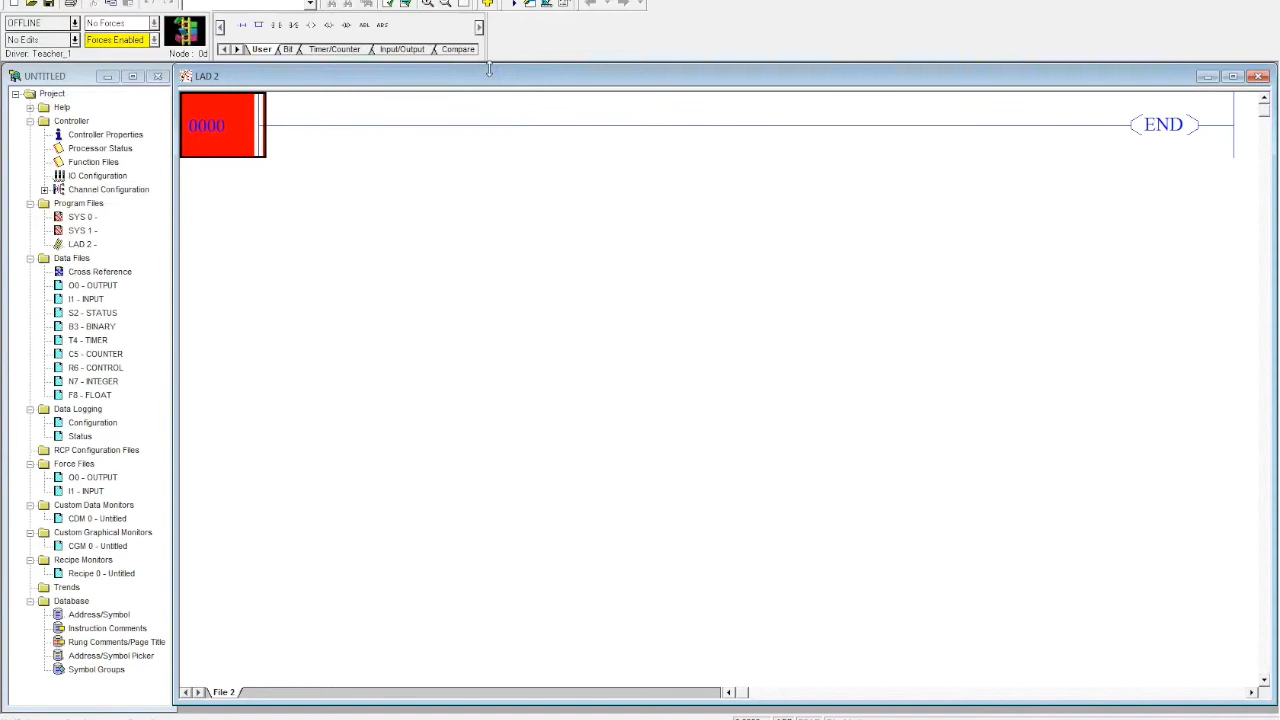 OFFLINE
No Forces
No Edits
Forces Enabled
Driver: Teacher_1
Node : 0d
User
Bit
Timer/Counter
Input/Output
Compare
UNTITLED
LAD 2
Project
Help
Controller
Controller Properties
Processor Status
Function Files
IO Configuration
Channel Configuration
Program Files
SYS 0 -
SYS 1 -
LAD 2 -
Data Files
Cross Reference
O0 - OUTPUT
I1 - INPUT
S2 - STATUS
B3 - BINARY
T4 - TIMER
C5 - COUNTER
R6 - CONTROL
N7 - INTEGER
F8 - FLOAT
Data Logging
Configuration
Status
RCP Configuration Files
Force Files
O0 - OUTPUT
I1 - INPUT
Custom Data Monitors
CDM 0 - Untitled
Custom Graphical Monitors
CGM 0 - Untitled
Recipe Monitors
Recipe 0 - Untitled
Trends
Database
Address/Symbol
Instruction Comments
Rung Comments/Page Title
Address/Symbol Picker
Symbol Groups
0000
END
File 2